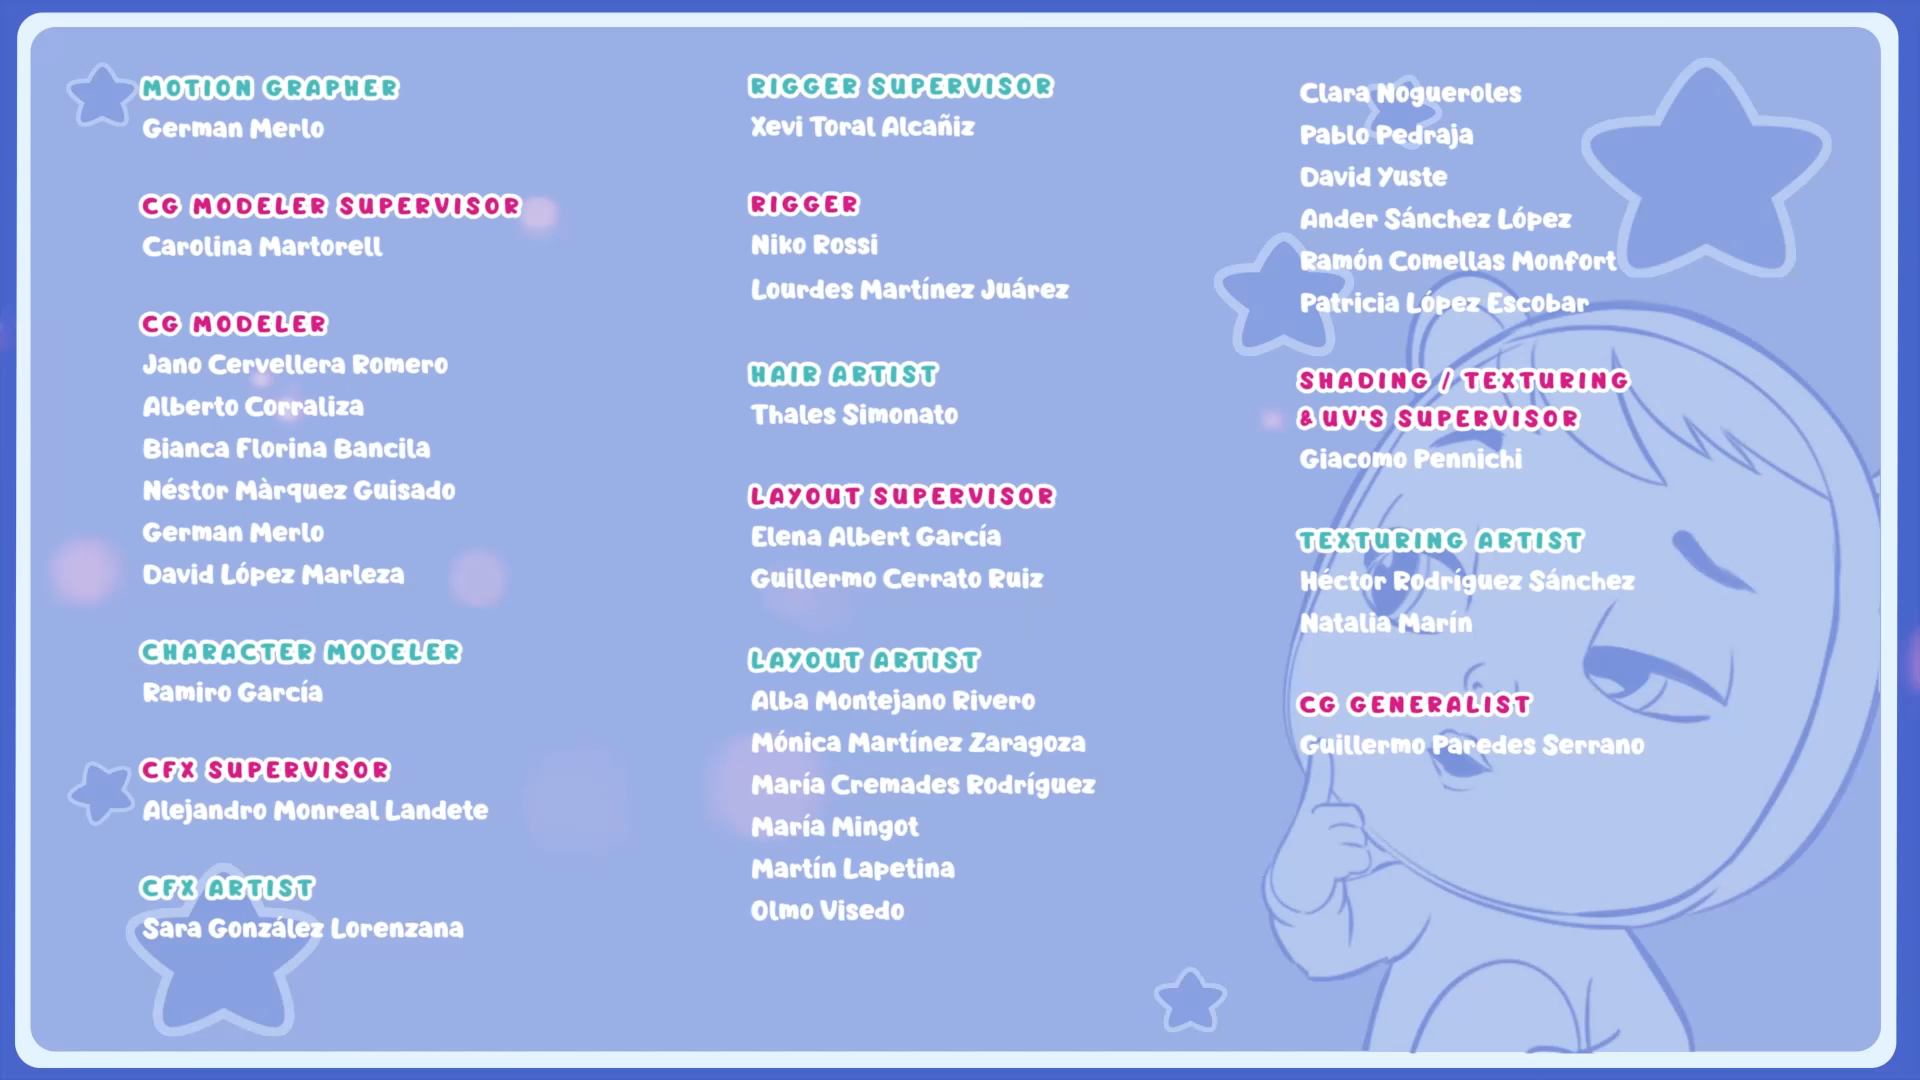 MOTION GRAPHER
German Merlo
CG MODELER SUPERVISOR
Carolina Martorell
CG MODELER
Jano Cervellera Romero
Alberto Corraliza
Bianca Florina Bancila
Néstor Màrquez Guisado
German Merlo
David López Marleza
CHARACTER MODELER
Ramiro García
CFX SUPERVISOR
Alejandro Monreal Landete
CFX ARTIST
Sara González Lorenzana
RIGGER SUPERVISOR
Xevi Toral Alcañiz
RIGGER
Niko Rossi
Lourdes Martínez Juárez
HAIR ARTIST
Thales Simonato
LAYOUT SUPERVISOR
Elena Albert García
Guillermo Cerrato Ruiz
LAYOUT ARTIST
Alba Montejano Rivero
Mónica Martínez Zaragoza
María Cremades Rodríguez
María Mingot
Martín Lapetina
Olmo Visedo
Clara Nogueroles
Pablo Pedraja
David Yuste
Ander Sánchez López
Ramón Comellas Monfort
Patricia López Escobar
SHADING / TEXTURING
& UV'S SUPERVISOR
Giacomo Pennichi
TEXTURING ARTIST
Héctor Rodríguez Sánchez
Natalia Marín
CG GENERALIST
Guillermo Paredes Serrano